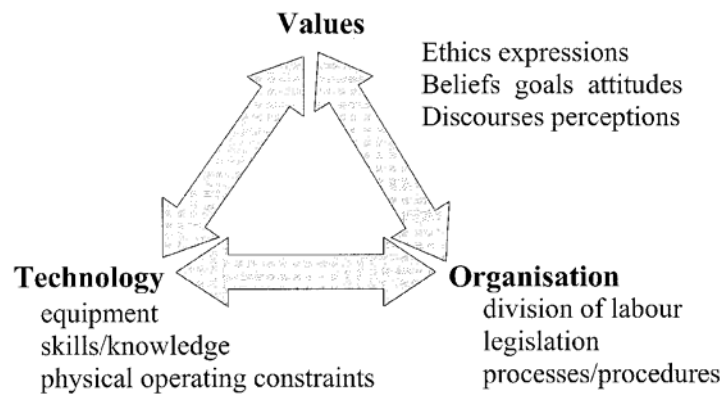 Values
Ethics expressions
Beliefs goals attitudes
Discourses perceptions
Technology
equipment
skills/knowledge
physical operating constraints
Organisation
division of labour
legislation
processes/procedures